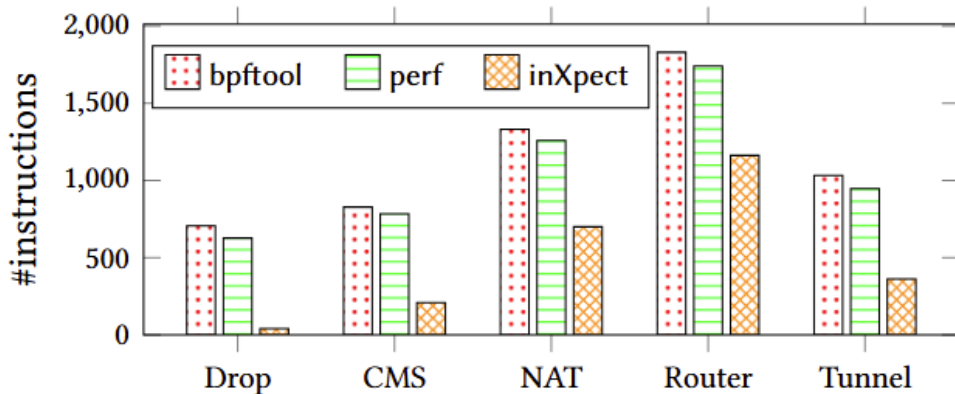 2,000
1,500
1,000
500
0
#instructions
bpftool perf inXpect
Drop CMS NAT Router Tunnel